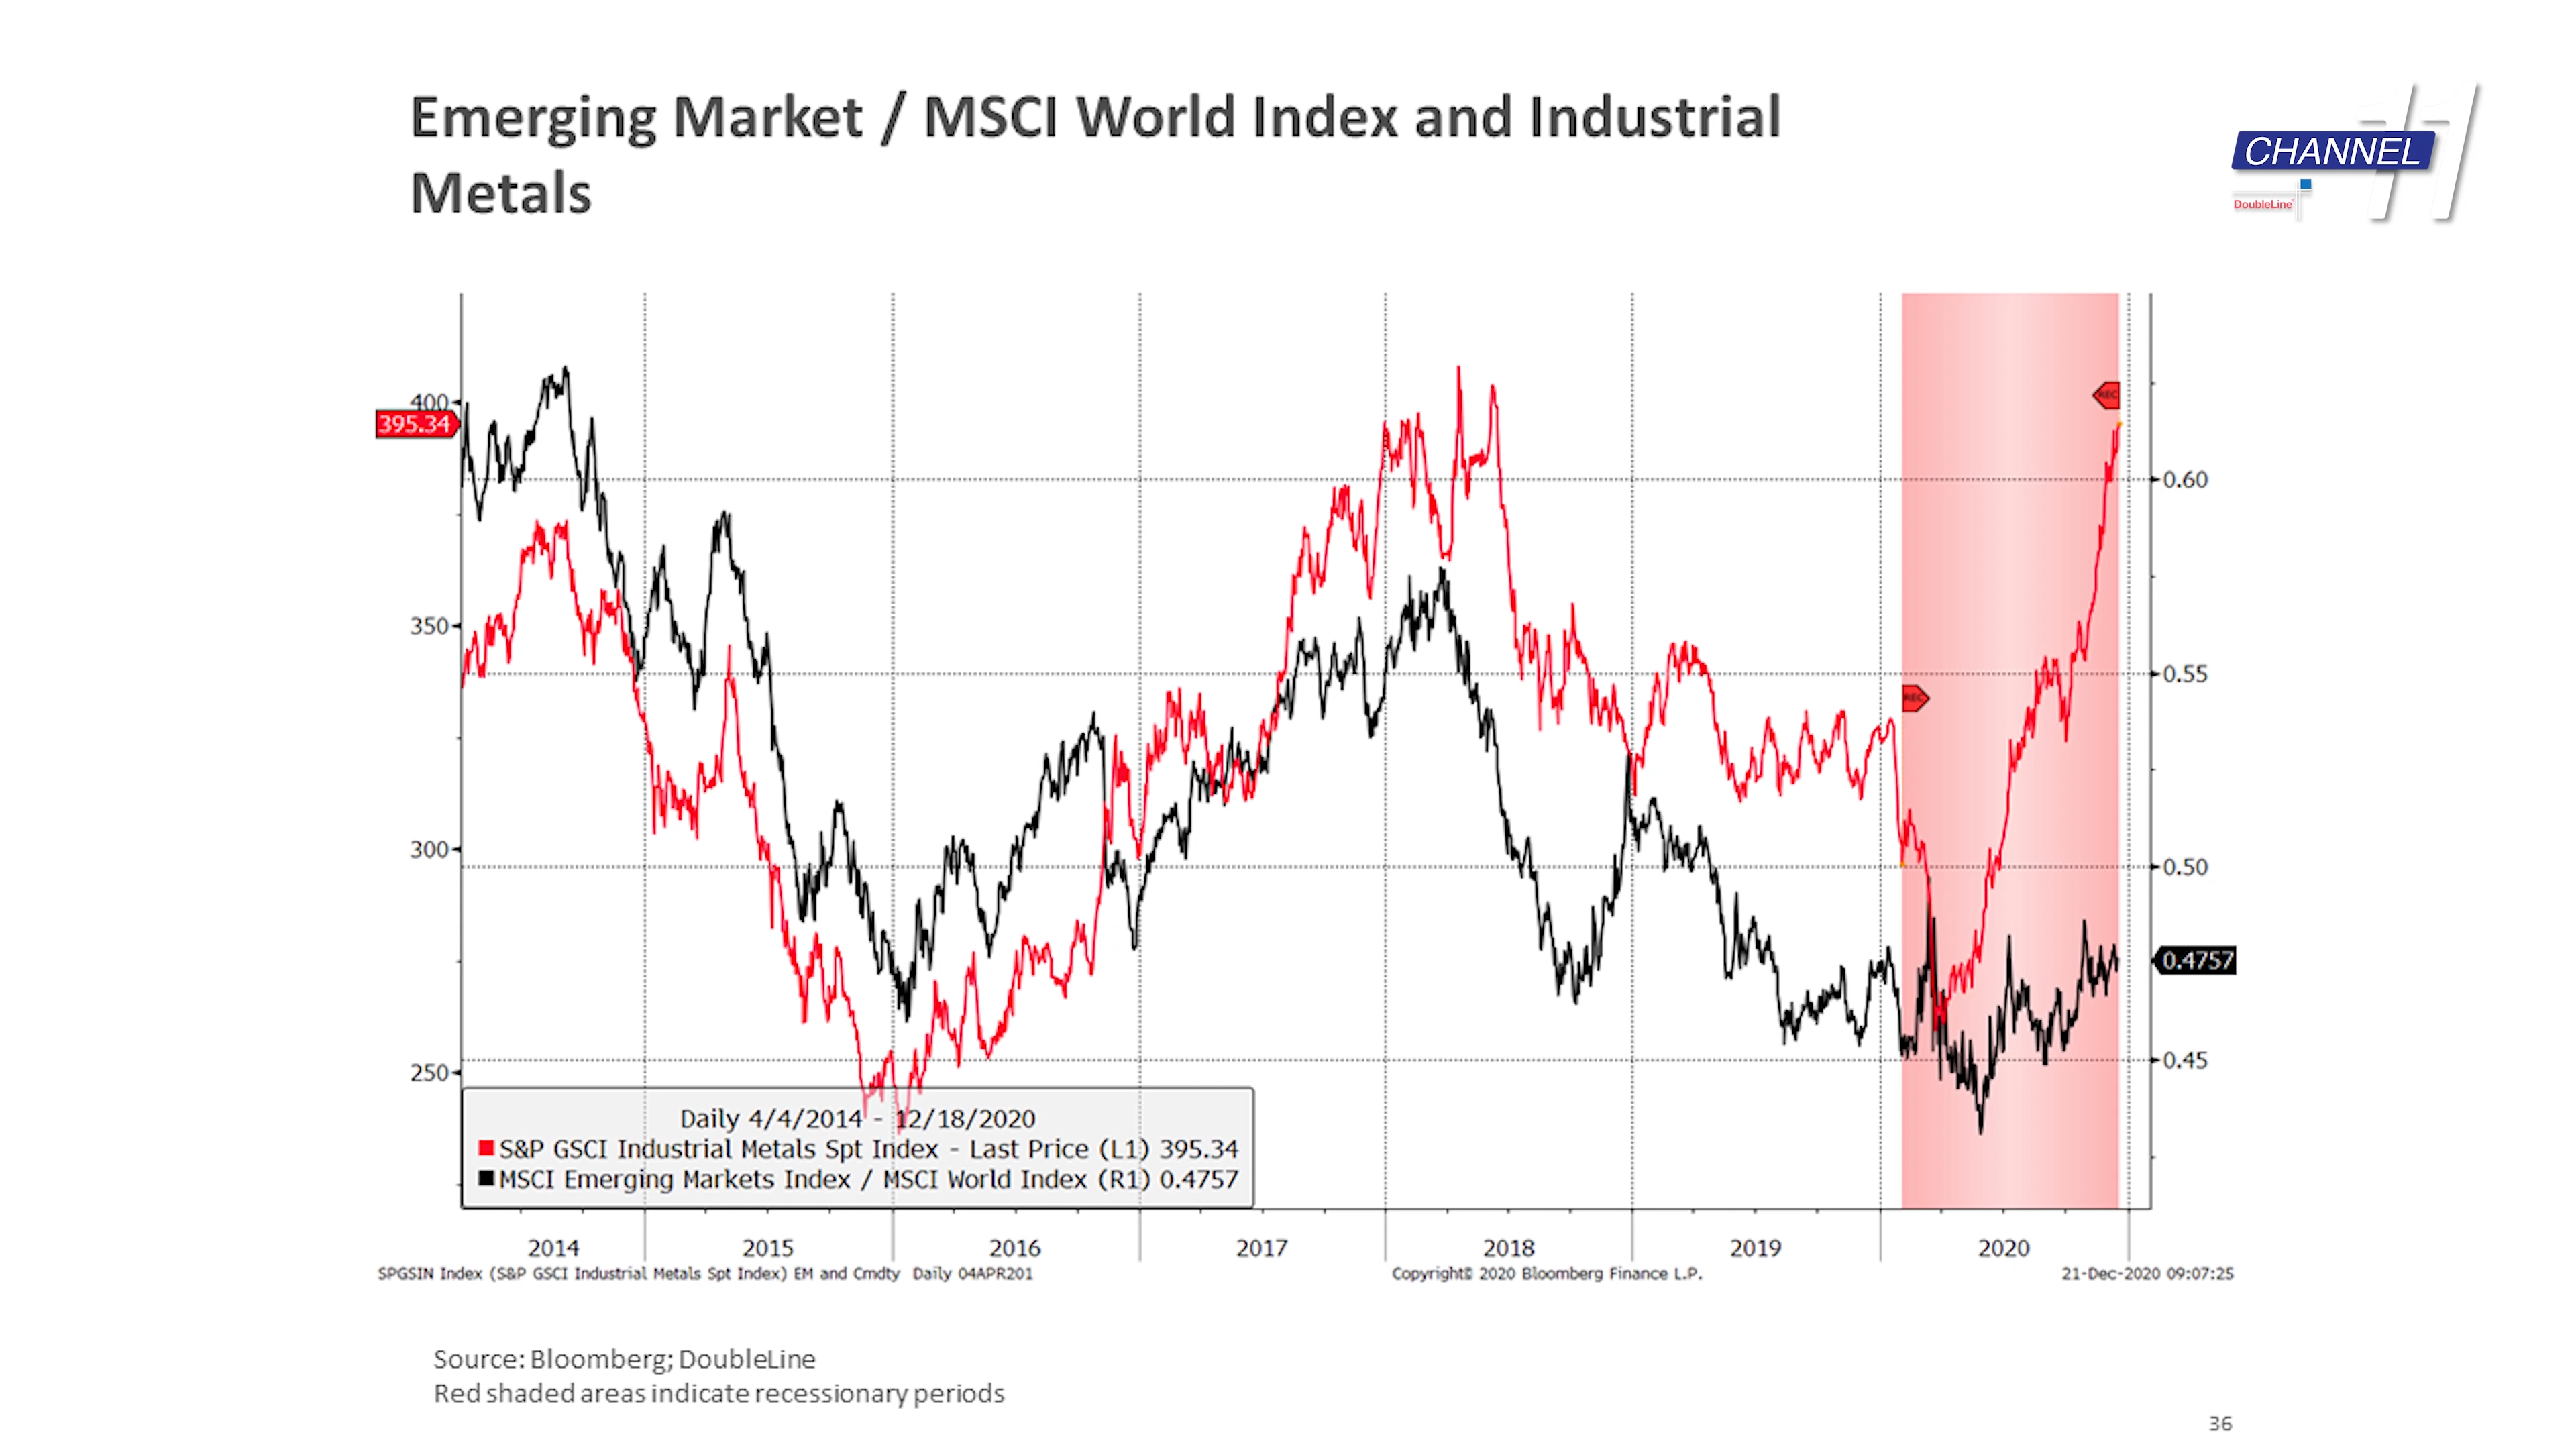 Emerging Market / MSCI World Index and Industrial
Metals
CHANNEL 11
DoubleLine®
400
395.34
350
300
250
0.60
0.55
0.50
0.4757
0.45
REC
REC
Daily 4/4/2014 - 12/18/2020
S&P GSCI Industrial Metals Spt Index - Last Price (L1) 395.34
MSCI Emerging Markets Index / MSCI World Index (R1) 0.4757
2014 2015 2016 2017 2018 2019 2020
SPGSIN Index (S&P GSCI Industrial Metals Spt Index) EM and Cmdty Daily 04APR201 Copyright© 2020 Bloomberg Finance L.P. 21-Dec-2020 09:07:25
Source: Bloomberg; DoubleLine
Red shaded areas indicate recessionary periods
36